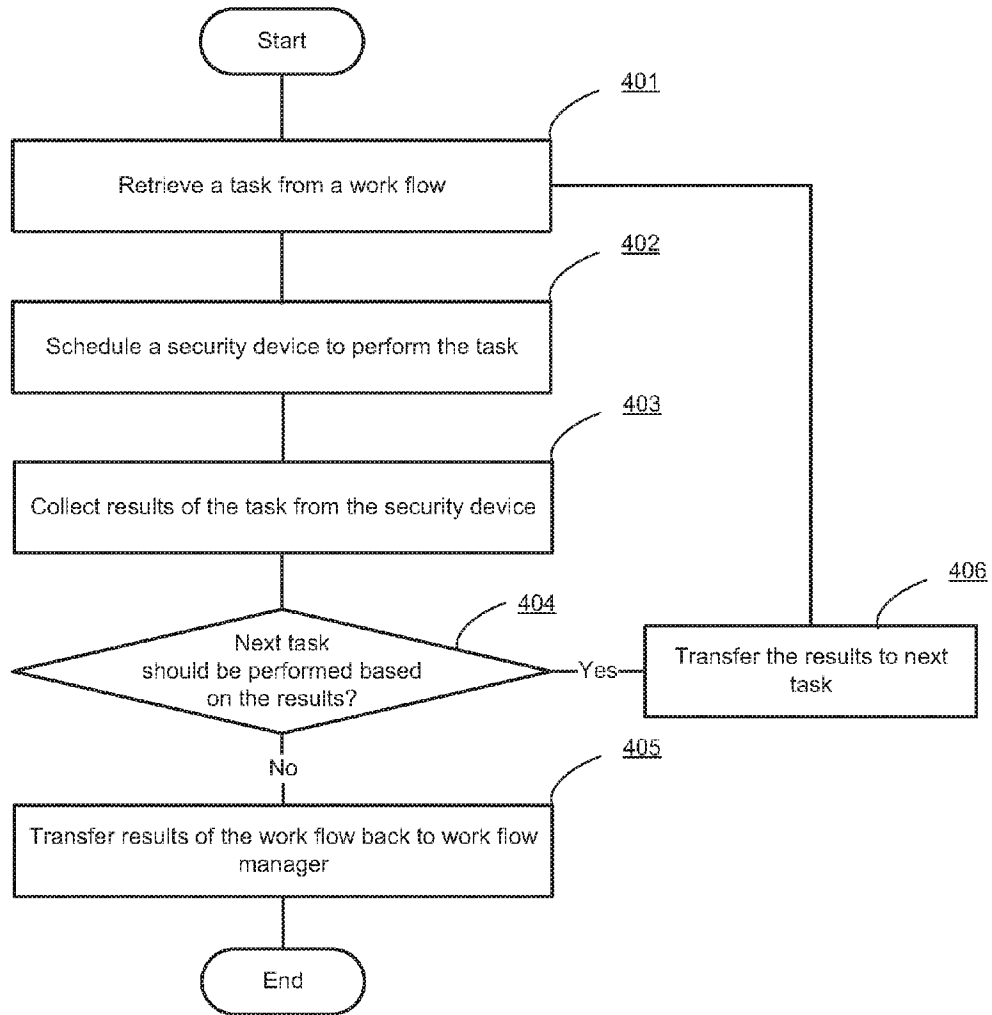 Start
401
Retrieve a task from a work flow
402
Schedule a security device to perform the task
403
Collect results of the task from the security device
404
Next task
should be performed based
on the results?
Yes
406
Transfer the results to next
task
No
405
Transfer results of the work flow back to work flow
manager
End